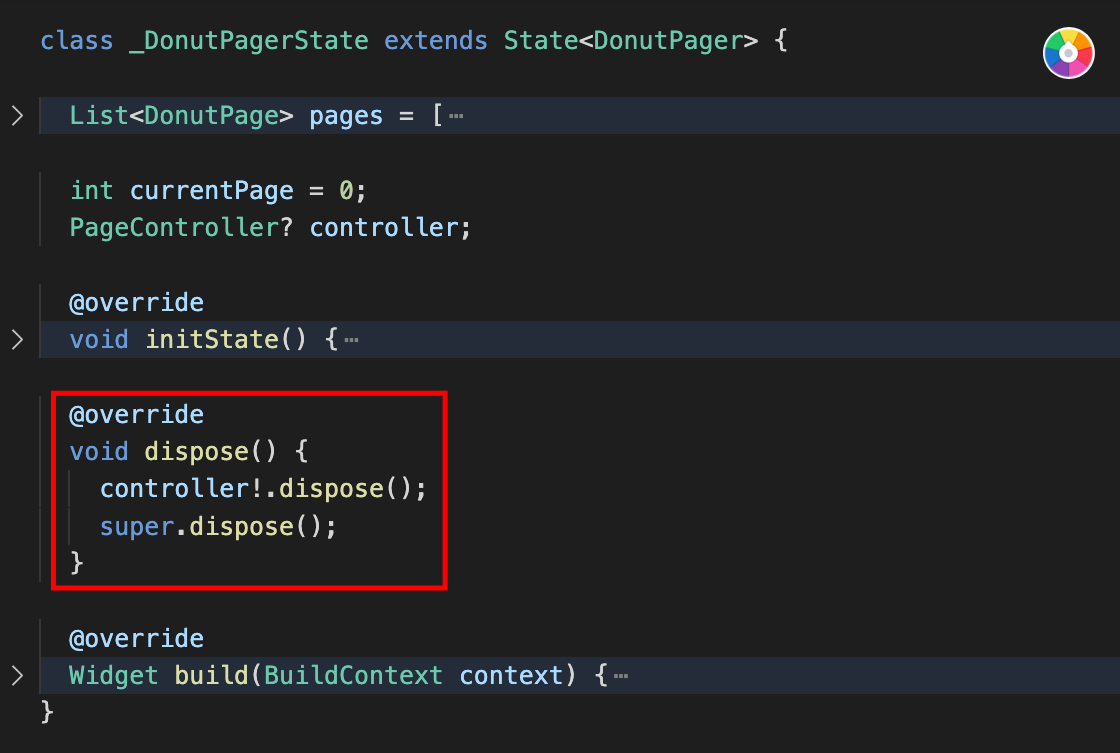 class _DonutPagerState extends State<DonutPager> {
List<DonutPage> pages = [⋯
int currentPage = 0;
PageController? controller;
@override
void initState() {⋯
@override
void dispose() {
controller!.dispose();
super.dispose();
}
@override
Widget build(BuildContext context) {⋯
}